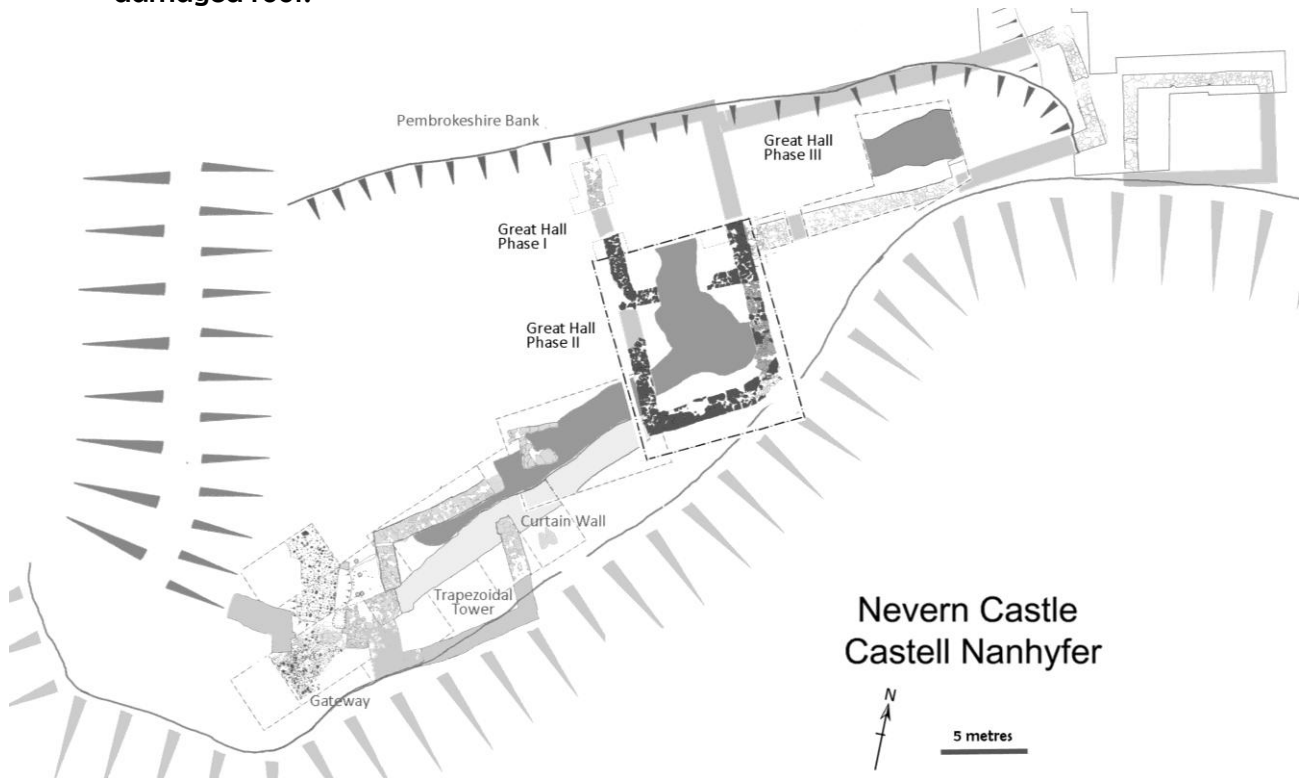 damaged roof.
Pembrokeshire Bank
Great Hall
Phase III
Great Hall
Phase I
Great Hall
Phase II
Curtain Wall
Trapezoidal
Tower
Gateway
Nevern Castle
Castell Nanhyfer
N
5 metres